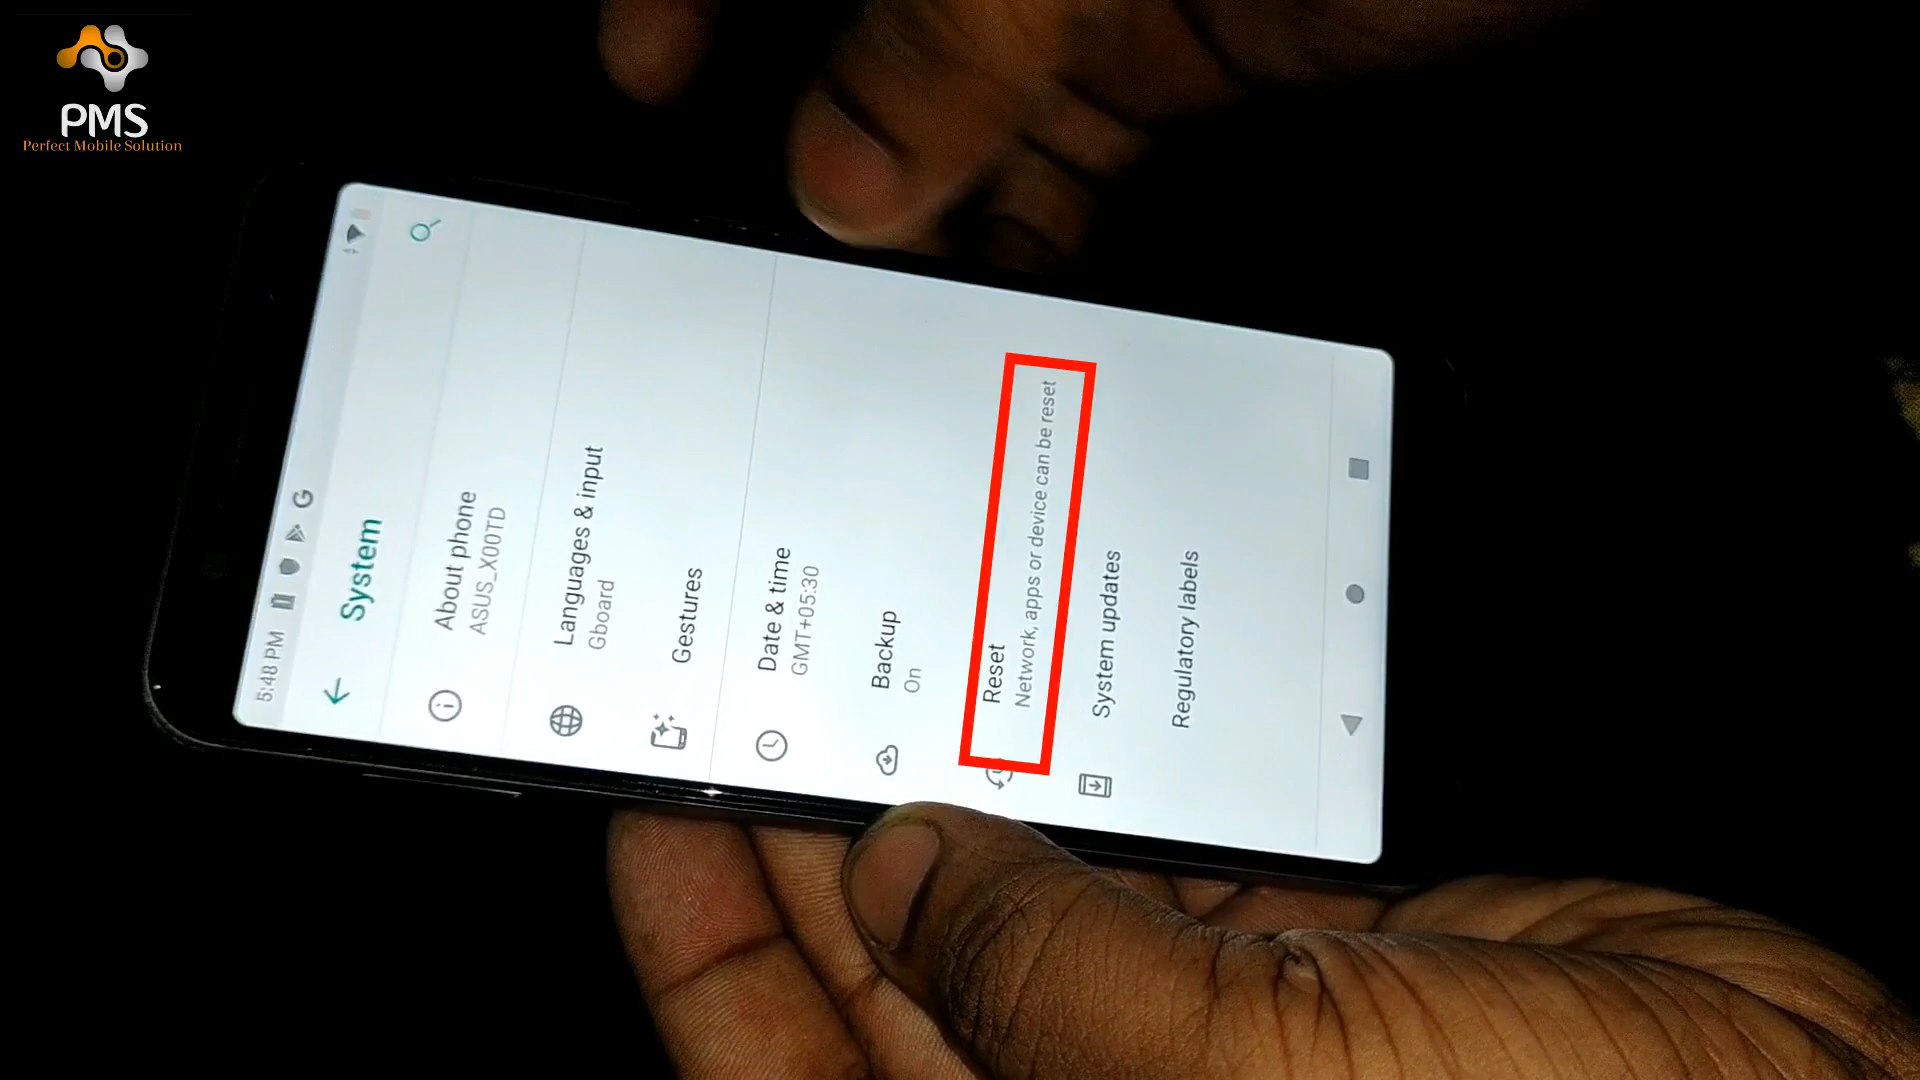 PMS
Perfect Mobile Solution
5:48 PM
G
System
About phone
ASUS_X00TD
Languages & input
Gboard
Gestures
Date & time
GMT+05:30
Backup
On
Reset
Network, apps or device can be reset
System updates
Regulatory labels